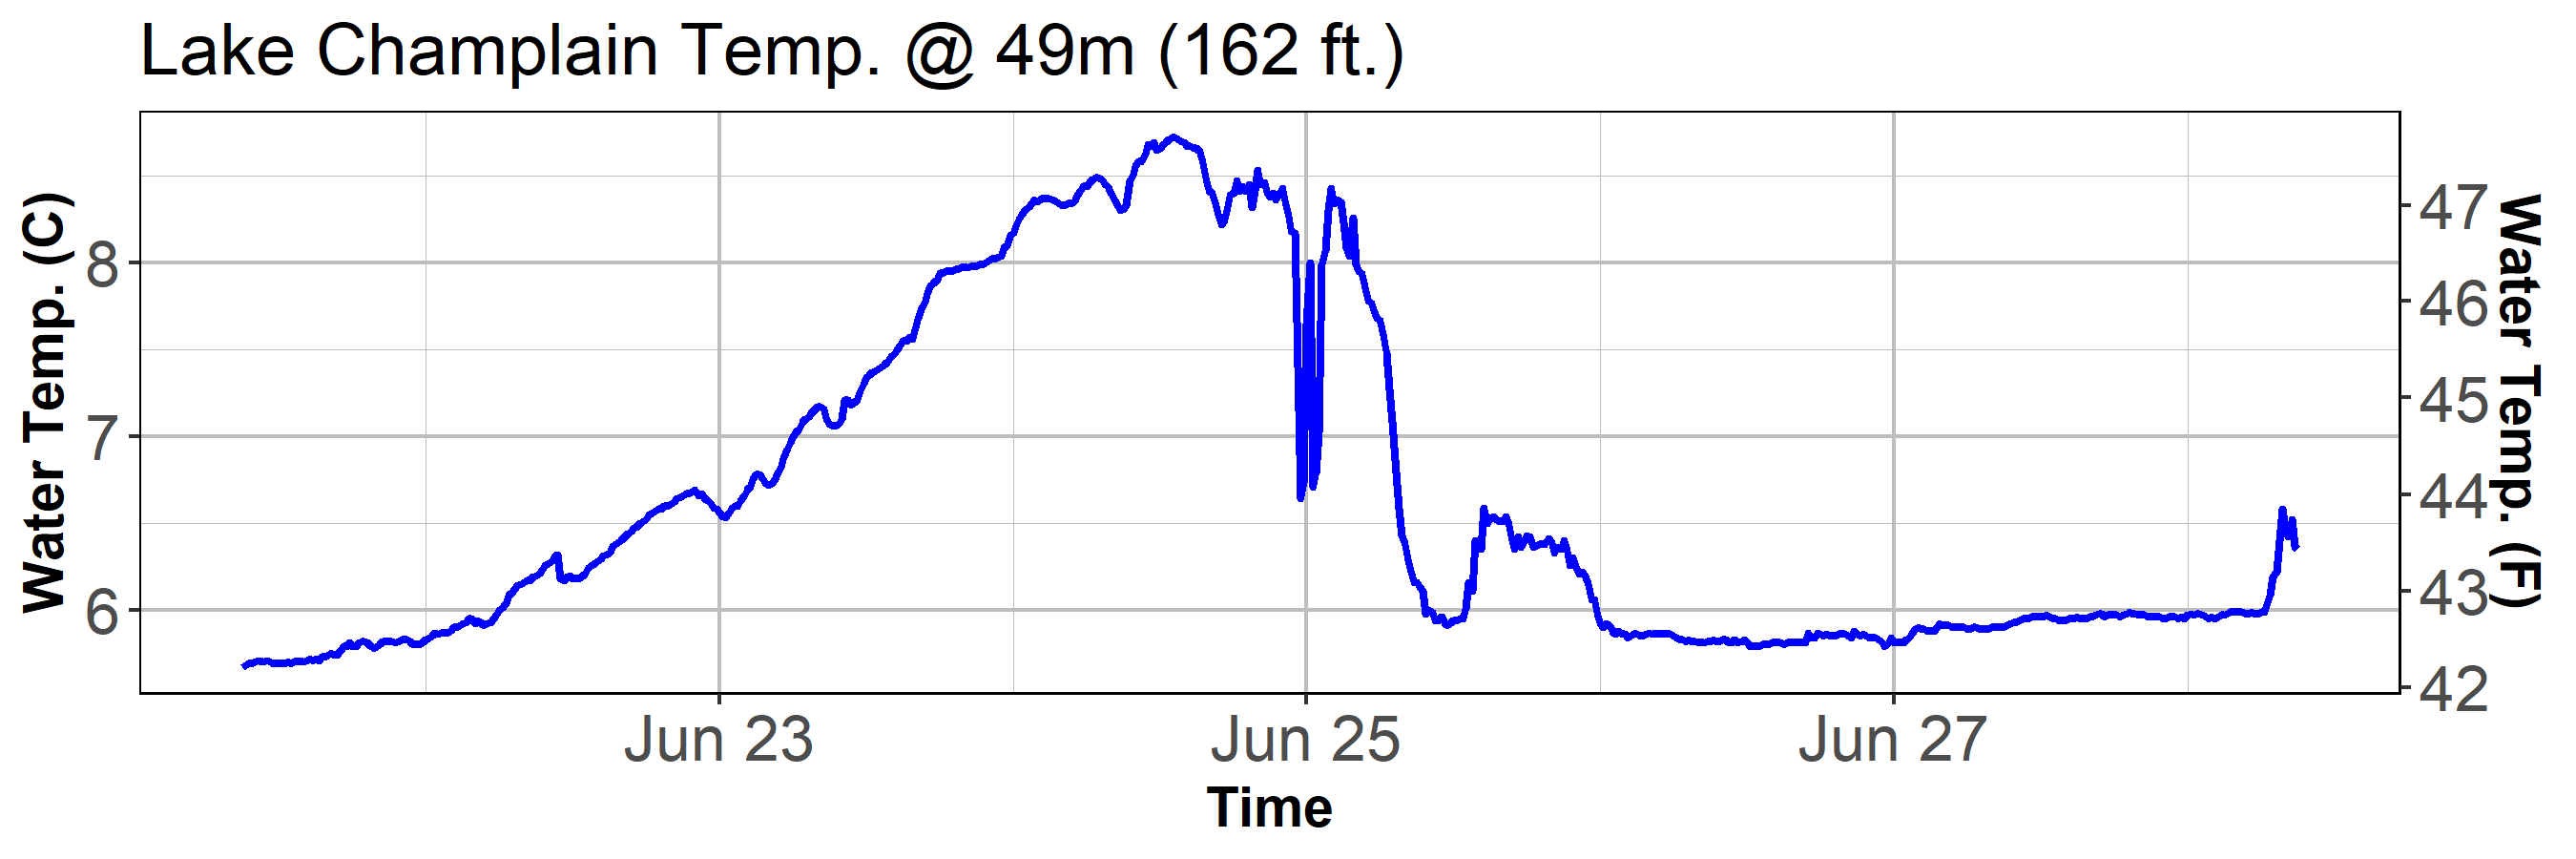 Lake Champlain Temp. @ 49m (162 ft.)
Water Temp. (C)
8
7
6
47
46
45
44
43
42
Water Temp. (F)
Jun 23 Jun 25 Jun 27
Time